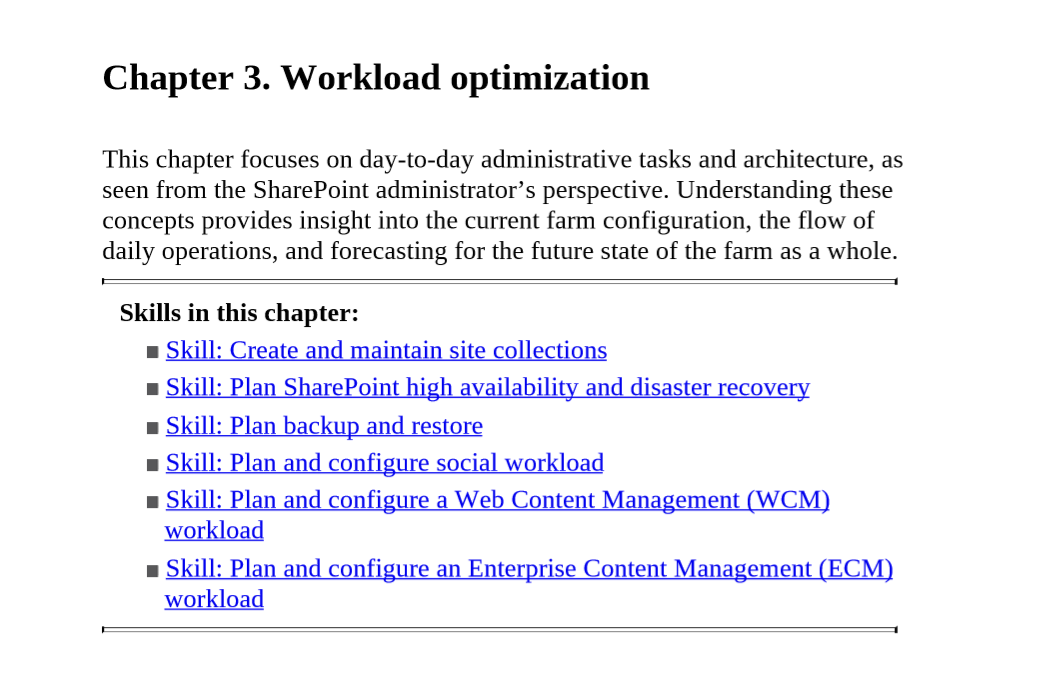 Chapter 3. Workload optimization
This chapter focuses on day-to-day administrative tasks and architecture, as
seen from the SharePoint administrator’s perspective. Understanding these
concepts provides insight into the current farm configuration, the flow of
daily operations, and forecasting for the future state of the farm as a whole.
Skills in this chapter:
■ Skill: Create and maintain site collections
■ Skill: Plan SharePoint high availability and disaster recovery
■ Skill: Plan backup and restore
■ Skill: Plan and configure social workload
■ Skill: Plan and configure a Web Content Management (WCM)
workload
■ Skill: Plan and configure an Enterprise Content Management (ECM)
workload